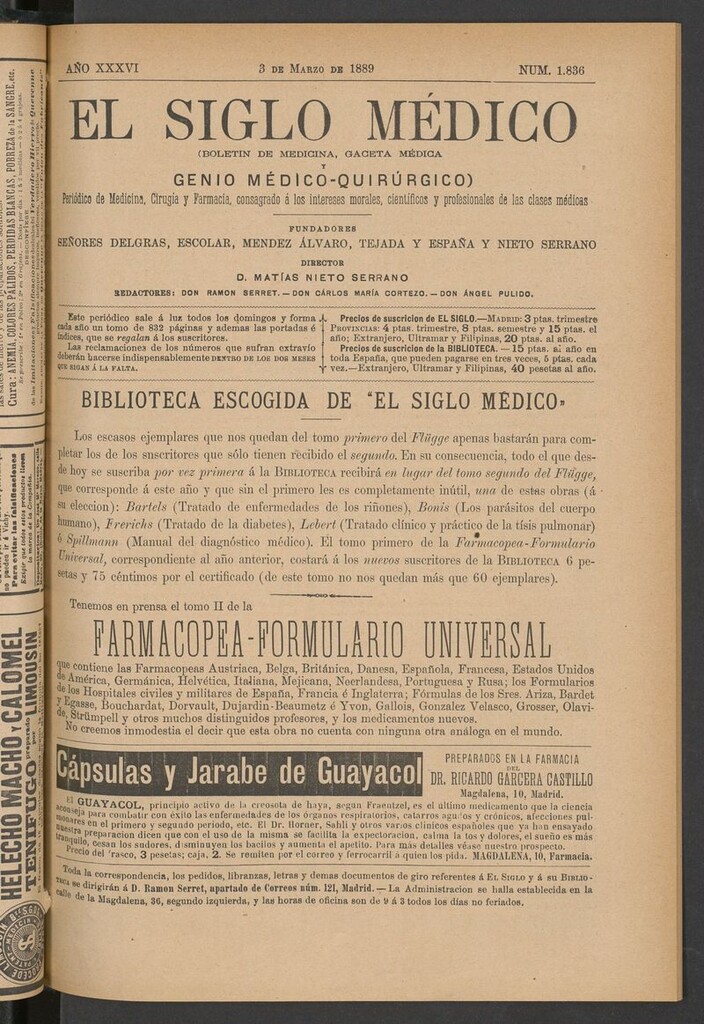 AÑO XXXVI
3 DE MARZO DE 1889
NUM. 1.836
EL SIGLO MÉDICO
(BOLETIN DE MEDICINA, GACETA MÉDICA
Y
GENIO MÉDICO-QUIRÚRGICO)
Periódico de Medicina, Cirugía y Farmacia, consagrado á los intereses morales, científicos y profesionales de las clases médicas
FUNDADORES
SEÑORES DELGRAS, ESCOLAR, MENDEZ ÁLVARO, TEJADA Y ESPAÑA Y NIETO SERRANO
DIRECTOR
D. MATÍAS NIETO SERRANO
REDACTORES: DON RAMON SERRET.—DON CÁRLOS MARÍA CORTEZO.—DON ÁNGEL PULIDO.
Este periódico sale á luz todos los domingos y forma
cada año un tomo de 832 páginas y ademas las portadas é
índices, que se regalan á los suscritores.
Las reclamaciones de los números que sufran extravío
deberán hacerse indispensablemente DENTRO DE LOS DOS MESES
QUE SIGAN Á LA FALTA.
Precios de suscricion de EL SIGLO.—MADRID: 3 ptas. trimestre
PROVINCIAS: 4 ptas. trimestre, 8 ptas. semestre y 15 ptas. el
año; Extranjero, Ultramar y Filipinas, 20 ptas. al año.
Precios de suscricion de la BIBLIOTECA.—15 ptas. al año en
toda España, que pueden pagarse en tres veces, 5 ptas. cada
vez.—Extranjero, Ultramar y Filipinas, 40 pesetas al año.
BIBLIOTECA ESCOGIDA DE "EL SIGLO MÉDICO"
Los escasos ejemplares que nos quedan del tomo primero del Flügge apenas bastarán para com-
pletar los de los snscritores que sólo tienen recibido el segundo. En su consecuencia, todo el que des-
de hoy se suscriba por vez primera á la BIBLIOTECA recibirá en lugar del tomo segundo del Flügge,
que corresponde á este año y que sin el primero les es completamente inútil, una de estas obras (á
su eleccion): Bartels (Tratado de enfermedades de los riñones), Bonis (Los parásitos del cuerpo
humano), Frerichs (Tratado de la diabetes), Lebert (Tratado clínico y práctico de la tísis pulmonar)
ó Spillmann (Manual del diagnóstico médico). El tomo primero de la Farmacopea-Formulario
Universal, correspondiente al año anterior, costará á los nuevos suscritores de la BIBLIOTECA 6 pe-
setas y 75 céntimos por el certificado (de este tomo no nos quedan más que 60 ejemplares).
Tenemos en prensa el tomo II de la
FARMACOPEA-FORMULARIO UNIVERSAL
que contiene las Farmacopeas Austriaca, Belga, Británica, Danesa, Española, Francesa, Estados Unidos
de América, Germánica, Helvética, Italiana, Mejicana, Neerlandesa, Portuguesa y Rusa; los Formularios
de los Hospitales civiles y militares de España, Francia é Inglaterra; Fórmulas de los Sres. Ariza, Bardet
y Egasse, Bouchardat, Dorvault, Dujardin-Beaumetz é Yvon, Gallois, Gonzalez Velasco, Grosser, Olavi-
de, Strümpell y otros muchos distinguidos profesores, y los medicamentos nuevos.
No creemos inmodestia el decir que esta obra no cuenta con ninguna otra análoga en el mundo.
Cápsulas y Jarabe de Guayacol
PREPARADOS EN LA FARMACIA
DEL
DR. RICARDO GARCERA CASTILLO
Magdalena, 10, Madrid.
El GUAYACOL, principio activo de la creosota de haya, segun Fraentzel, es el último medicamento que la ciencia
aconseja para combatir con éxito las enfermedades de los órganos respiratorios, catarros agudos y crónicos, afecciones pul-
monares en el primero y segundo período, etc. El Dr. Horner, Sahli y otros varios clínicos españoles que ya han ensayado
nuestra preparacion dicen que con el uso de la misma se facilita la expectoracion, calma la tos y dolores, el sueño es más
tranquilo, cesan los sudores, disminuyen los bacilos y aumenta el apetito. Para más detalles véase nuestro prospecto.
Precio del frasco, 3 pesetas; caja, 2. Se remiten por el correo y ferrocarril a quien los pida. MAGDALENA, 10, Farmacia.
Toda la correspondencia, los pedidos, libranzas, letras y demas documentos de giro referentes á EL SIGLO y á su BIBLIO-
TECA se dirigirán á D. Ramon Serret, apartado de Correos núm. 121, Madrid.—La Administracion se halla establecida en la
calle de la Magdalena, 36, segundo izquierda, y las horas de oficina son de 9 á 3 todos los dias no feriados.
Cura: ANEMIA, COLORES PALIDOS, PERDIDAS BLANCAS, POBREZA de la SANGRE, etc.
Para evitar las falsificaciones
HELECHO MACHO y CALOMEL
TENIFUGO preparado por LIMOUSIN